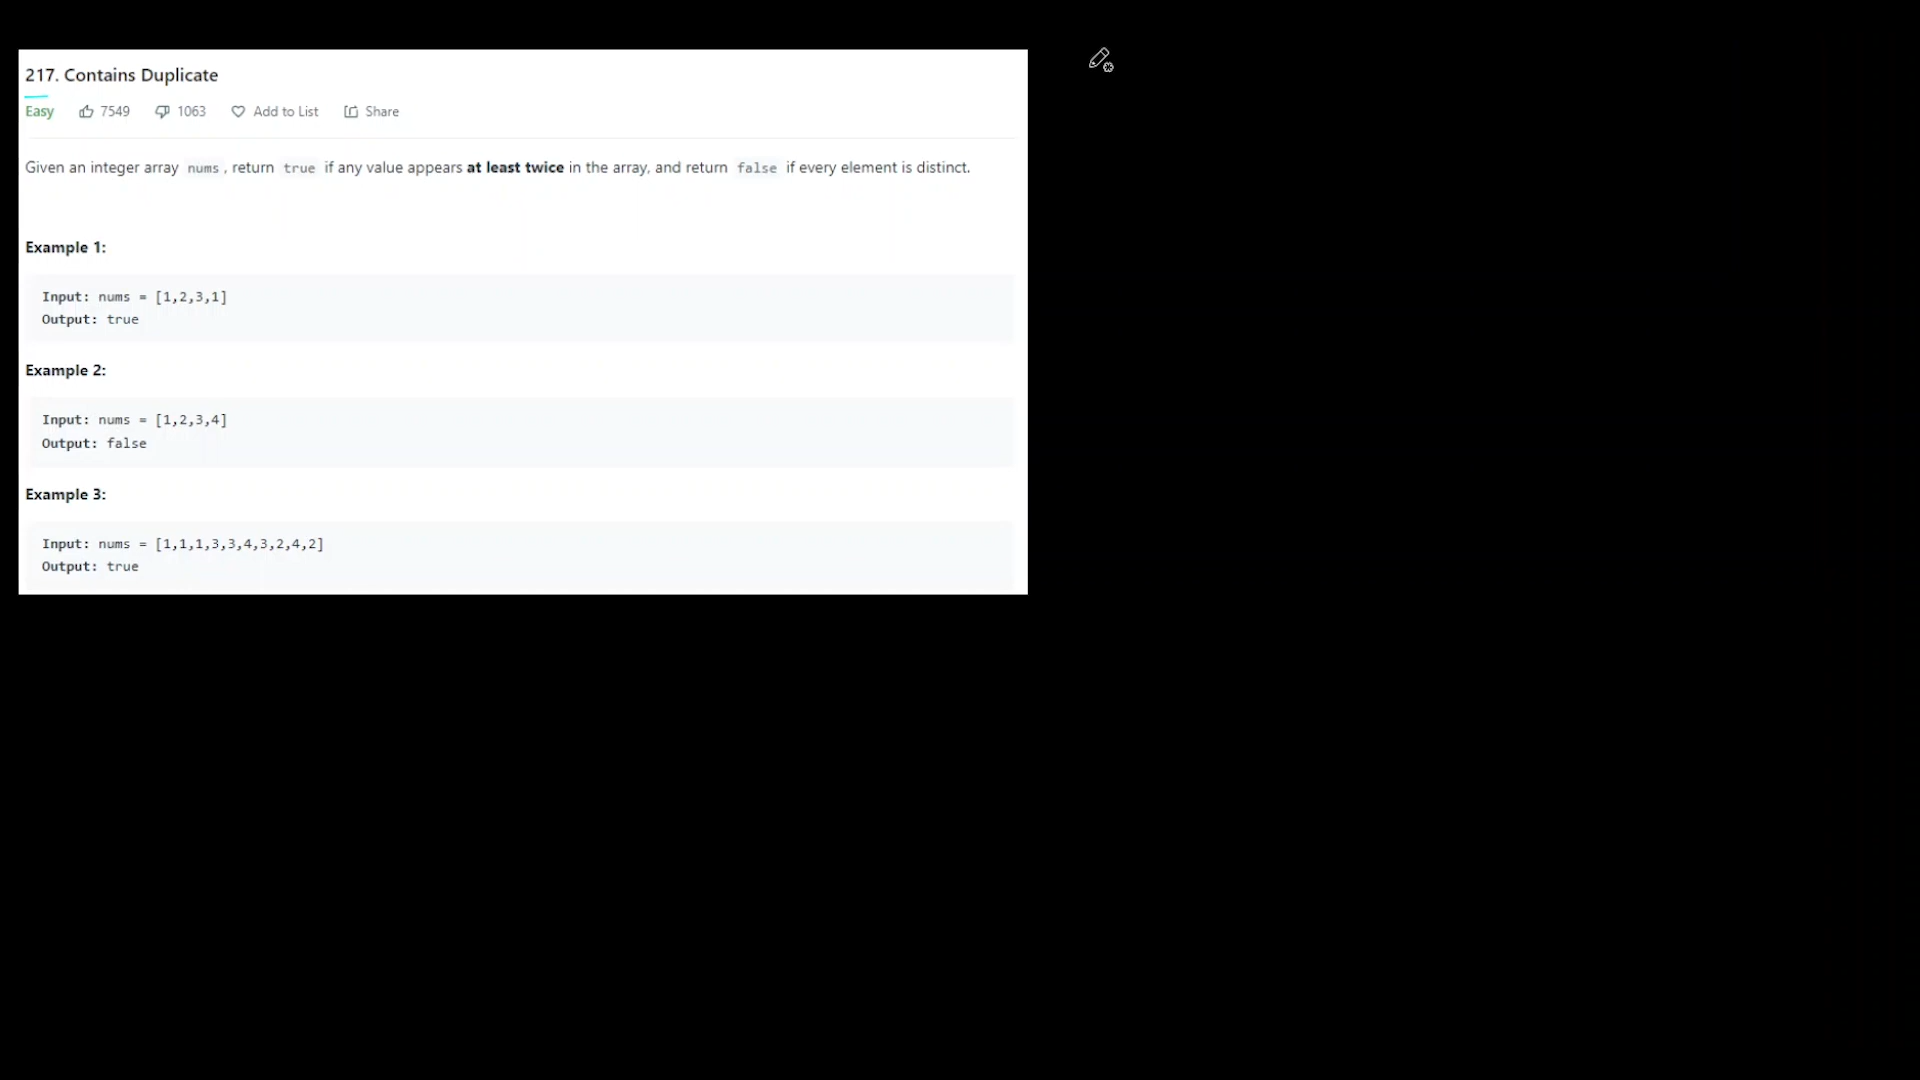 217. Contains Duplicate
Easy 7549 1063 Add to List Share
Given an integer array nums, return true if any value appears at least twice in the array, and return false if every element is distinct.
Example 1:
Input: nums = [1,2,3,1]
Output: true
Example 2:
Input: nums = [1,2,3,4]
Output: false
Example 3:
Input: nums = [1,1,1,3,3,4,3,2,4,2]
Output: true